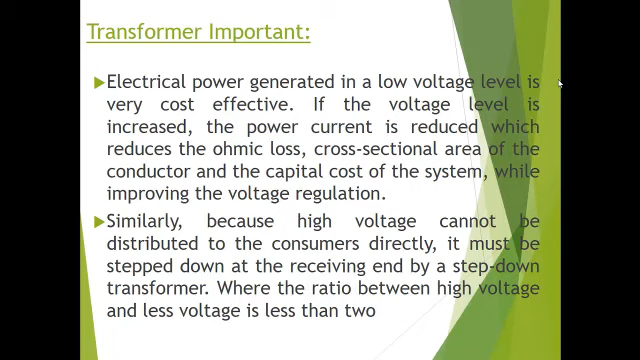 Transformer Important:
Electrical power generated in a low voltage level is
very cost effective. If the voltage level is
increased, the power current is reduced which
reduces the ohmic loss, cross-sectional area of the
conductor and the capital cost of the system, while
improving the voltage regulation.
Similarly, because high voltage cannot be
distributed to the consumers directly, it must be
stepped down at the receiving end by a step-down
transformer. Where the ratio between high voltage
and less voltage is less than two